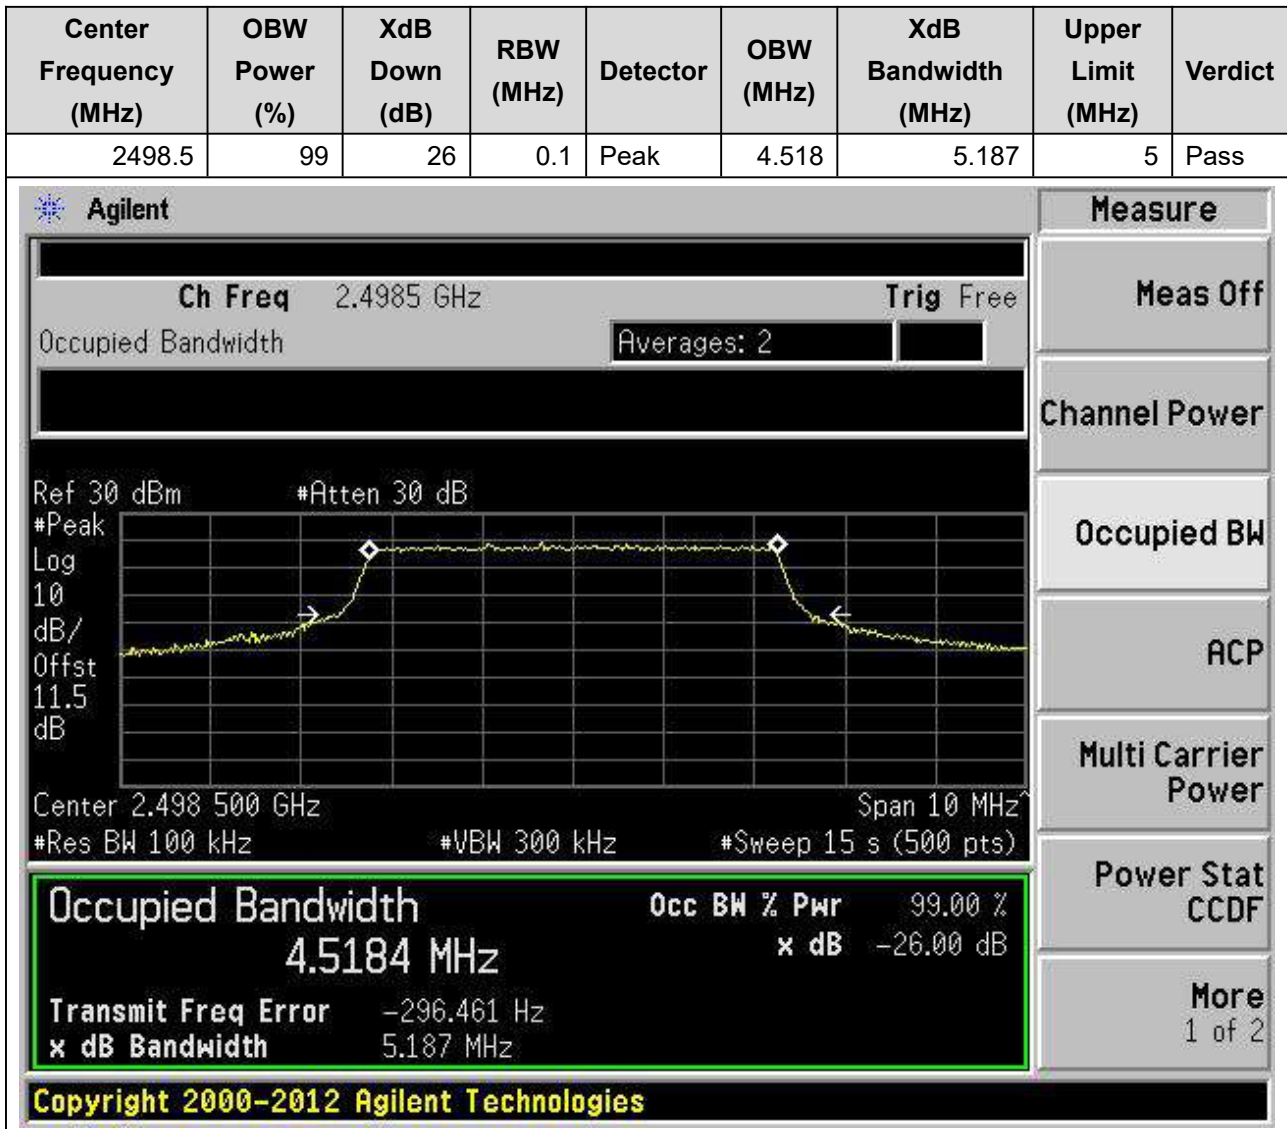 Center Frequency (MHz) OBW Power (%) XdB Down (dB) RBW (MHz) Detector OBW (MHz) XdB Bandwidth (MHz) Upper Limit (MHz) Verdict
2498.5 99 26 0.1 Peak 4.518 5.187 5 Pass
Agilent
Measure
Ch Freq 2.4985 GHz Trig Free
Meas Off
Occupied Bandwidth Averages: 2
Channel Power
Ref 30 dBm #Atten 30 dB
#Peak
Log
10
dB/
Offst
11.5
dB
Occupied BW
ACP
Multi Carrier
Power
Center 2.498 500 GHz Span 10 MHz^
#Res BW 100 kHz #VBW 300 kHz #Sweep 15 s (500 pts)
Power Stat
CCDF
Occupied Bandwidth Occ BW % Pwr 99.00 %
4.5184 MHz x dB -26.00 dB
Transmit Freq Error -296.461 Hz
x dB Bandwidth 5.187 MHz
More
1 of 2
Copyright 2000-2012 Agilent Technologies